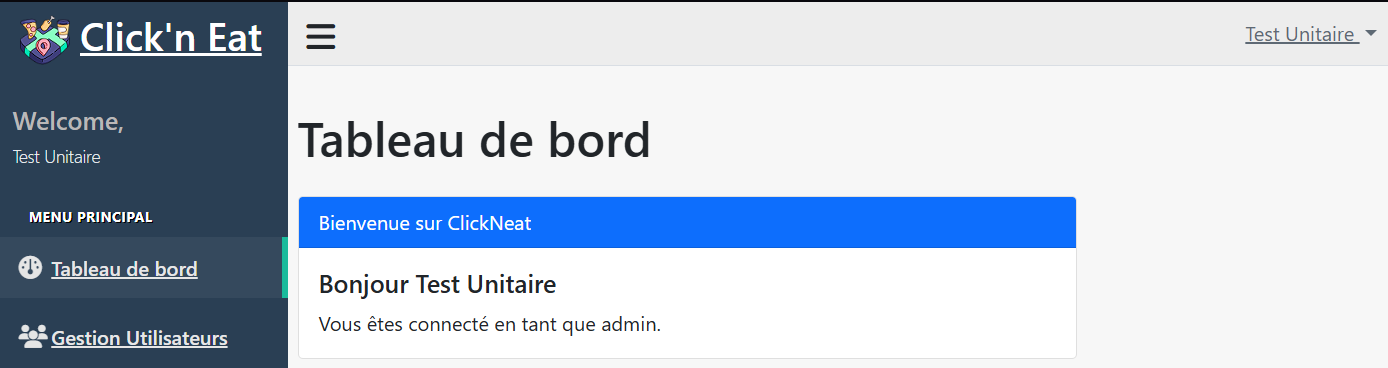 Click'n Eat
Test Unitaire
Welcome,
Test Unitaire
MENU PRINCIPAL
Tableau de bord
Gestion Utilisateurs
Tableau de bord
Bienvenue sur ClickNeat
Bonjour Test Unitaire
Vous êtes connecté en tant que admin.